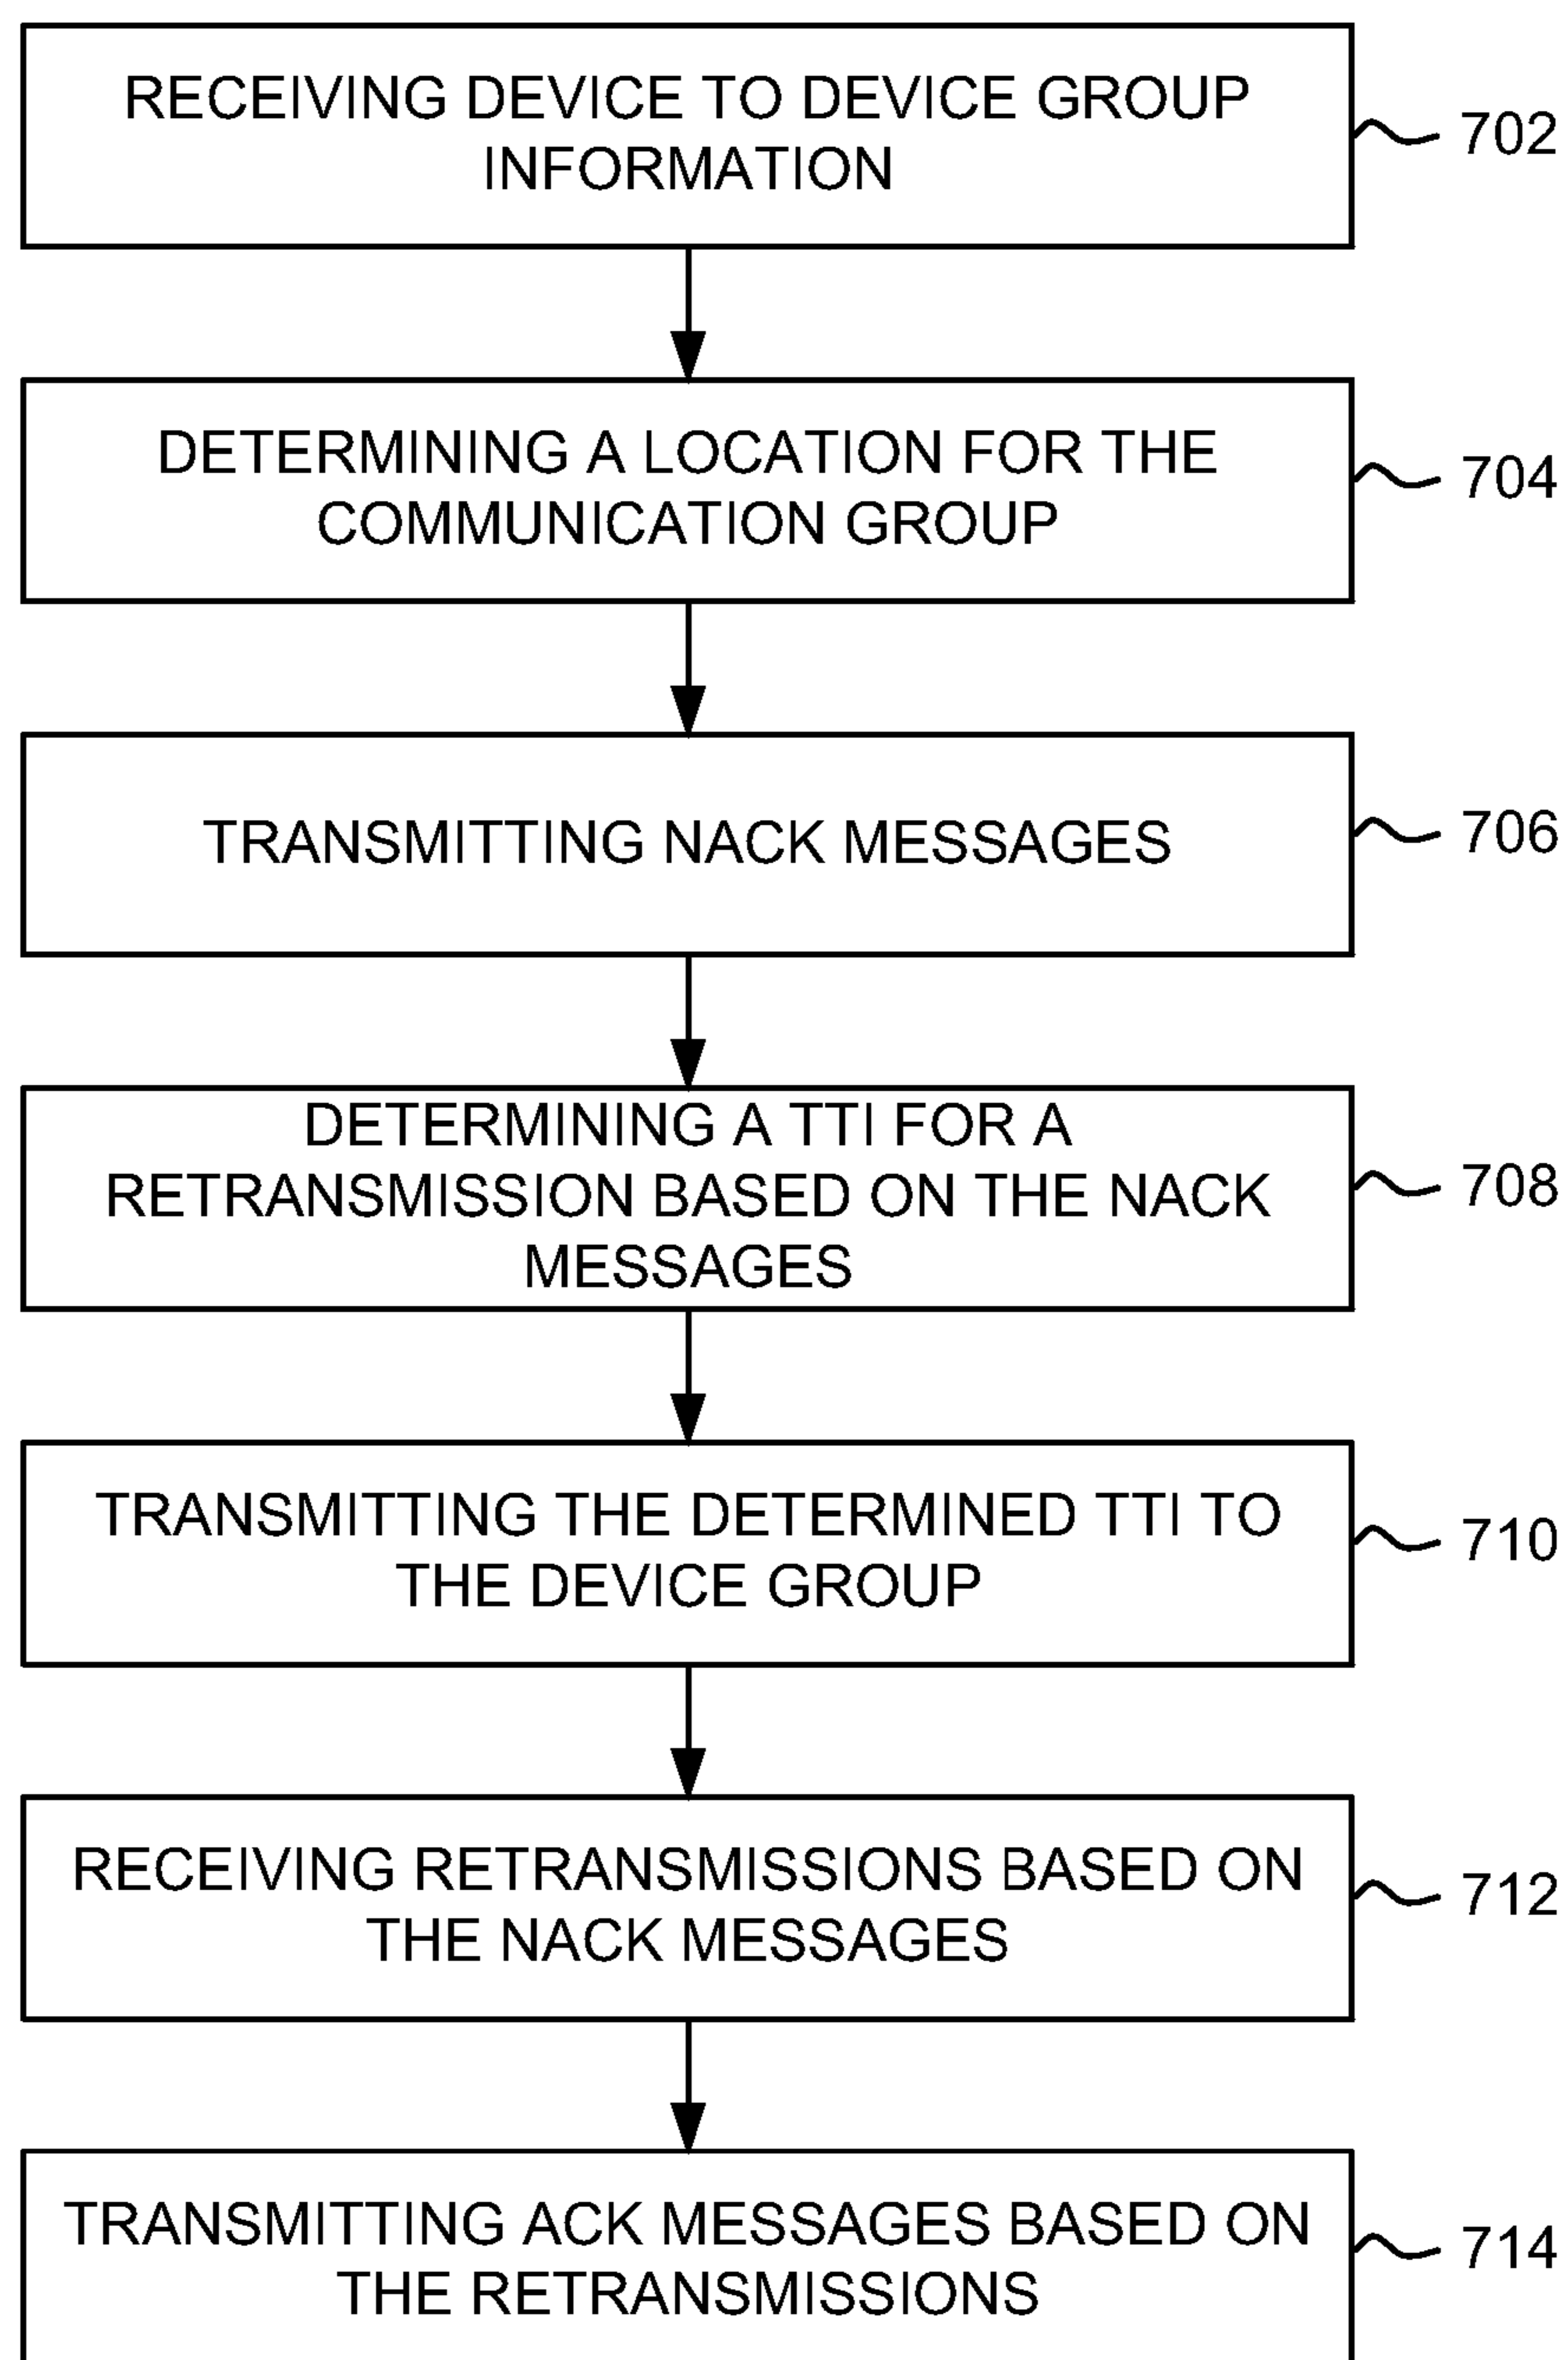 RECEIVING DEVICE TO DEVICE GROUP
INFORMATION
702
DETERMINING A LOCATION FOR THE
COMMUNICATION GROUP
704
TRANSMITTING NACK MESSAGES
706
DETERMINING A TTI FOR A
RETRANSMISSION BASED ON THE NACK
MESSAGES
708
TRANSMITTING THE DETERMINED TTI TO
THE DEVICE GROUP
710
RECEIVING RETRANSMISSIONS BASED ON
THE NACK MESSAGES
712
TRANSMITTING ACK MESSAGES BASED ON
THE RETRANSMISSIONS
714